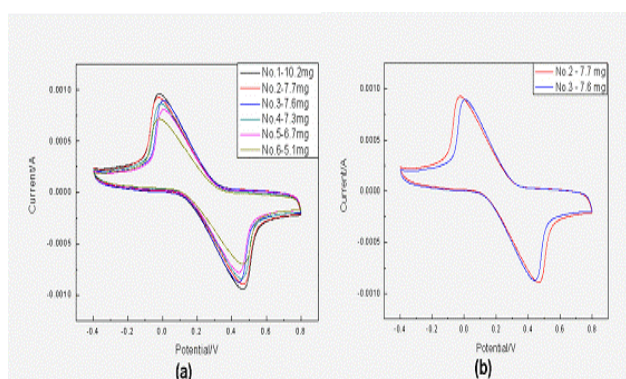 No.1-10.2mg
No.2-7.7mg
No.3-7.6mg
No.4-7.3mg
No.5-6.7mg
No.6-5.1mg
0.0010
0.0005
0.0000
-0.0005
-0.0010
Current/A
-0.4 -0.2 0.0 0.2 0.4 0.6 0.8
Potential/V
(a)
No.2 - 7.7 mg
No.3 - 7.6 mg
0.0010
0.0005
0.0000
-0.0005
-0.0010
Current/A
-0.4 -0.2 0.0 0.2 0.4 0.6 0.8
Potential/V
(b)